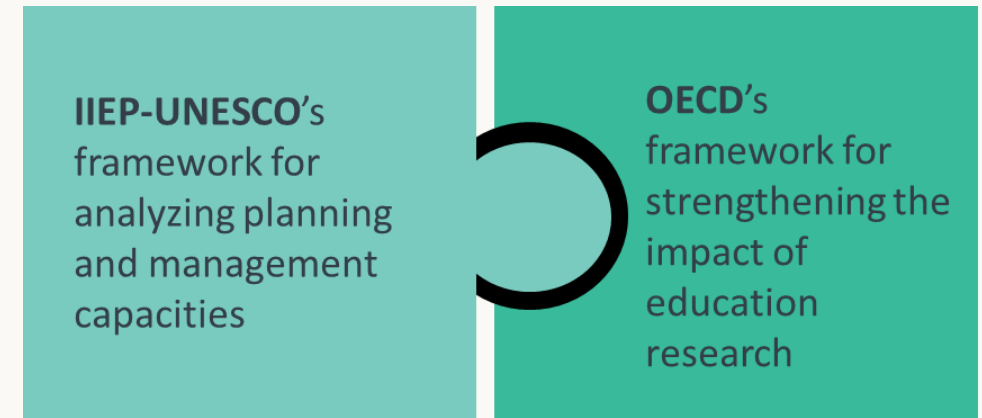 IIEP-UNESCO’s
framework for
analyzing planning
and management
capacities
OECD’s
framework for
strengthening the
impact of
education
research